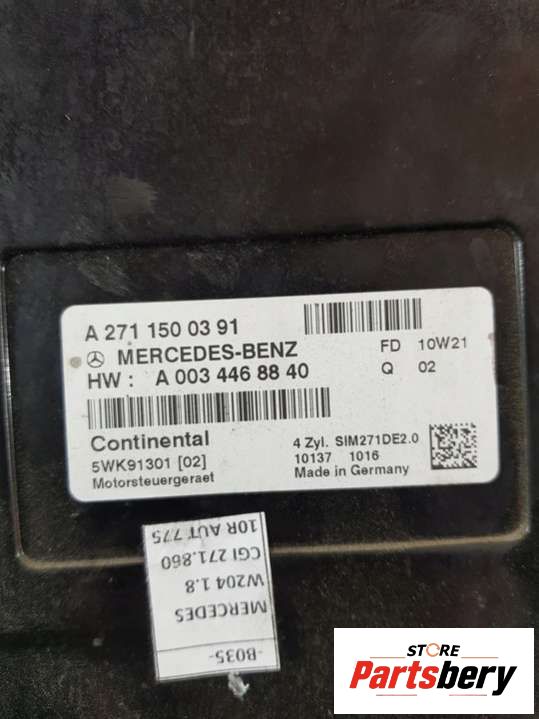 A 271 150 03 91
MERCEDES-BENZ
FD 10W21
HW : A 003 446 88 40
Q 02
Continental
5WK91301 [02]
Motorsteuergeraet
4 Zyl. SIM271DE2.0
10137 1016
Made in Germany
-B035-
MERCEDES
W204 1.8
CGI 271.860
10R AUT 775
STORE
Partsbery